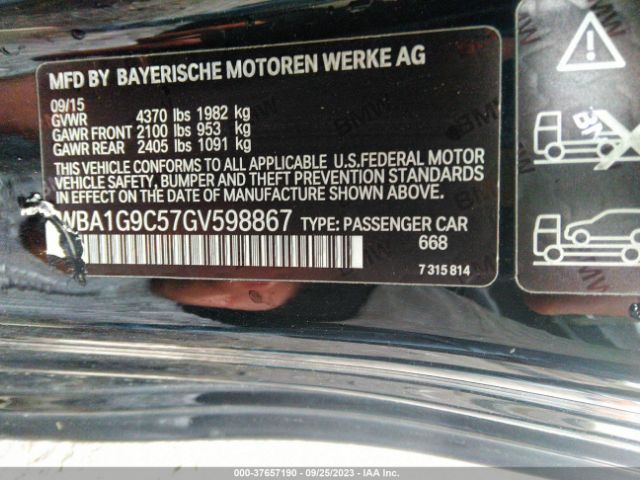 MFD BY BAYERISCHE MOTOREN WERKE AG
09/15
GVWR 4370 lbs 1982 kg
GAWR FRONT 2100 lbs 953 kg
GAWR REAR 2405 lbs 1091 kg
THIS VEHICLE CONFORMS TO ALL APPLICABLE U.S.FEDERAL MOTOR
VEHICLE SAFETY, BUMPER AND THEFT PREVENTION STANDARDS
IN EFFECT ON THE DATE OF MANUFACTURE SHOWN ABOVE.
WBA1G9C57GV598867 TYPE: PASSENGER CAR
668
7 315 814
000-37657190 - 09/25/2023 - IAA Inc.